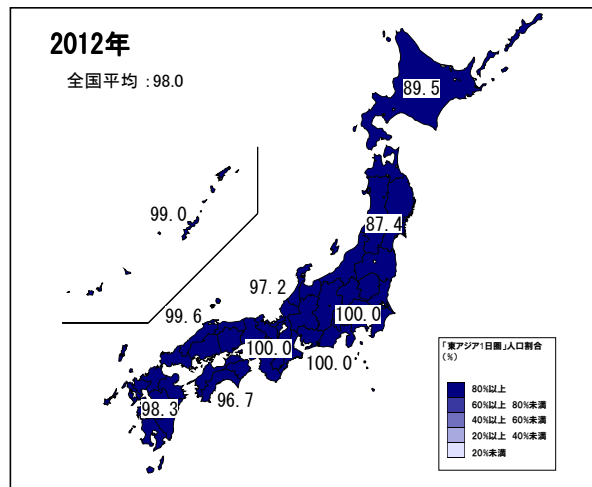 2012年
全国平均 :98.0
89.5
99.0
87.4
97.2
99.6
100.0
100.0
100.0
96.7
98.3
「東アジア1日圏」人口割合
(%)
80%以上
60%以上 80%未満
40%以上 60%未満
20%以上 40%未満
20%未満